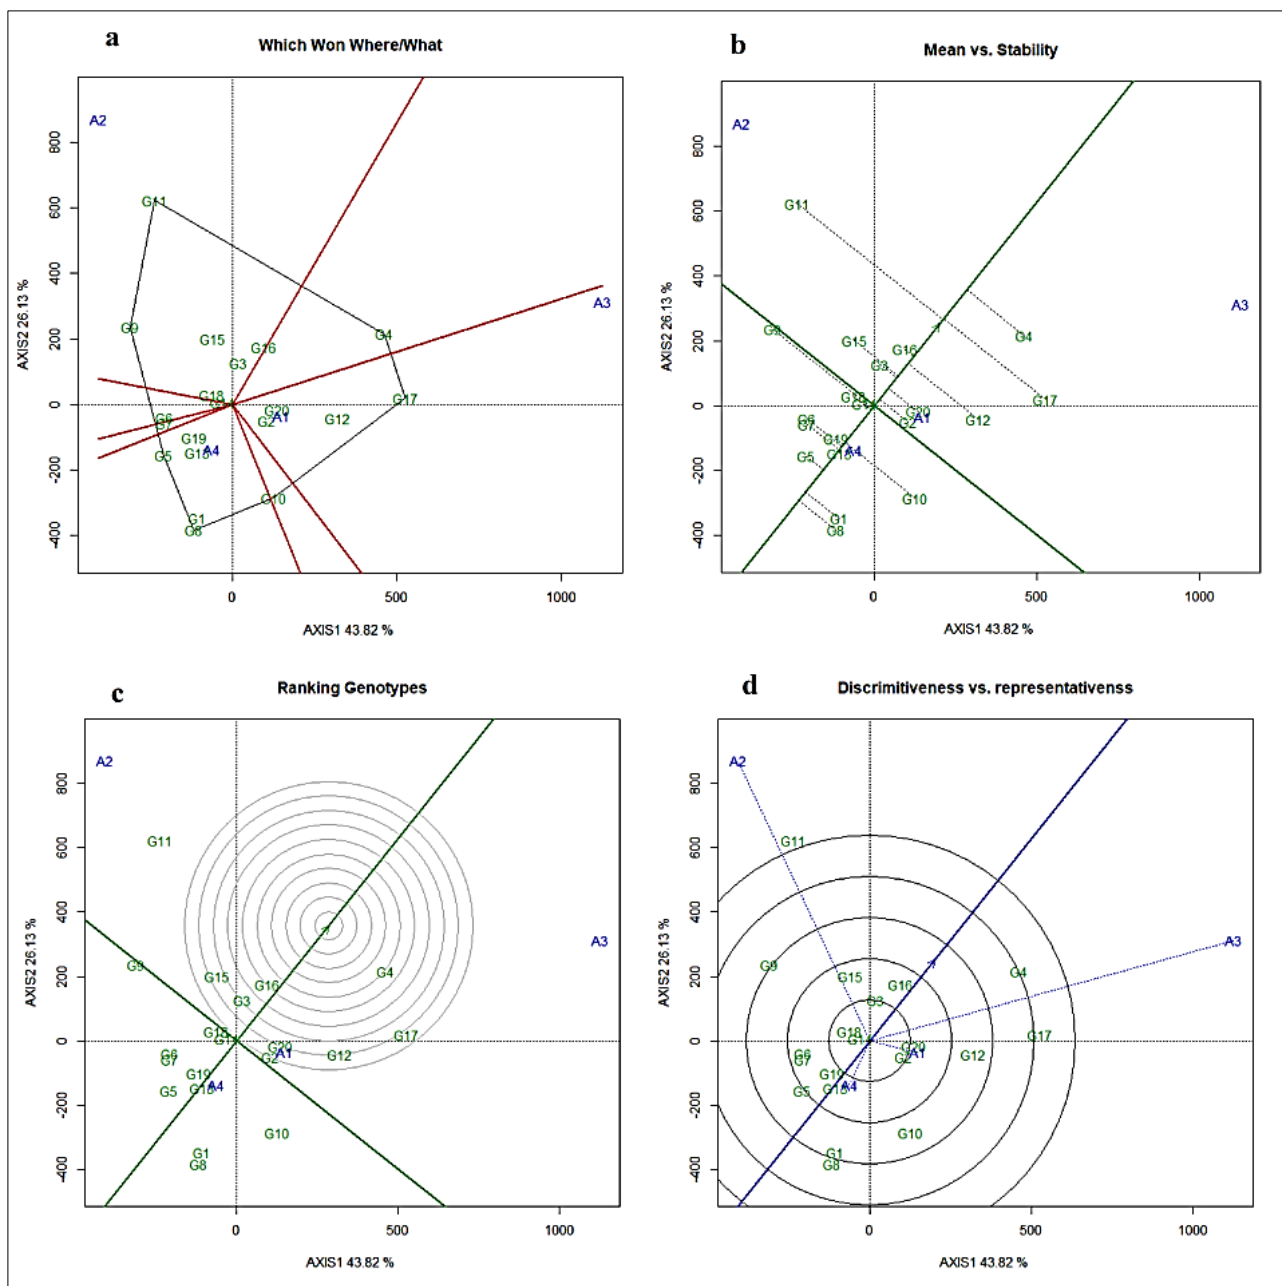 a
Which Won Where/What
A2
G11
A3
G9
G4
G15
G16
G3
G18
G17
G20
A1
G12
G2
G6
G7
G19
G5
A4
G10
G1
G8
800
600
400
200
0
-200
-400
0 500 1000
AXIS2 26.13 %
AXIS1 43.82 %
b
Mean vs. Stability
A2
G11
A3
G9
G4
G15
G16
G3
G18
G17
G20
A1
G12
G2
G6
G7
G19
G5
A4
G10
G1
G8
800
600
400
200
0
-200
-400
0 500 1000
AXIS2 26.13 %
AXIS1 43.82 %
c
Ranking Genotypes
A2
G11
A3
G9
G4
G15
G16
G3
G18
G17
G20
A1
G12
G2
G6
G7
G19
G5
A4
G10
G1
G8
800
600
400
200
0
-200
-400
0 500 1000
AXIS2 26.13 %
AXIS1 43.82 %
d
Discrimitiveness vs. representativenss
A2
G11
A3
G9
G4
G15
G16
G3
G18
G17
G20
A1
G12
G2
G6
G7
G19
G5
A4
G10
G1
G8
800
600
400
200
0
-200
-400
0 500 1000
AXIS2 26.13 %
AXIS1 43.82 %